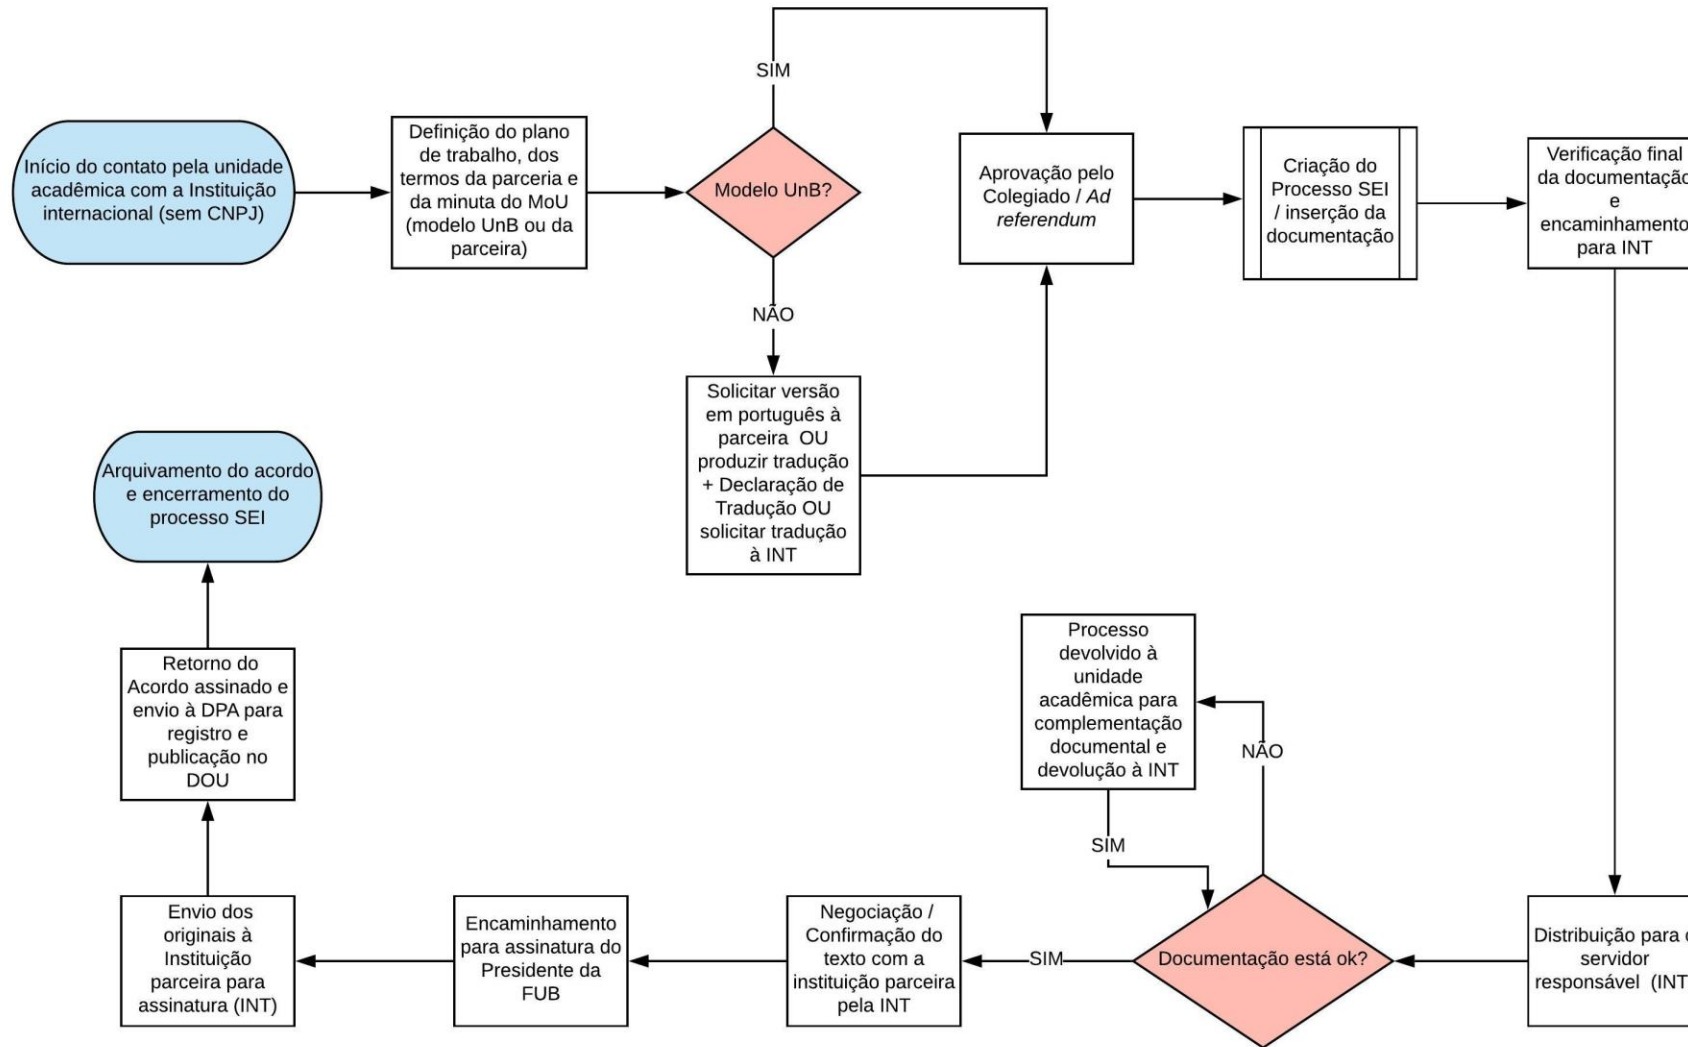 Início do contato pela unidade
acadêmica com a Instituição
internacional (sem CNPJ)
Definição do plano
de trabalho, dos
termos da parceria e
da minuta do MoU
(modelo UnB ou da
parceira)
Modelo UnB?
SIM
NÃO
Solicitar versão
em português à
parceira OU
produzir tradução
+ Declaração de
Tradução OU
solicitar tradução
à INT
Aprovação pelo
Colegiado / Ad
referendum
Criação do
Processo SEI
/ inserção da
documentação
Verificação final
da documentação
e
encaminhamento
para INT
Distribuição para o
servidor
responsável (INT
Documentação está ok?
NÃO
Processo
devolvido à
unidade
acadêmica para
complementação
documental e
devolução à INT
SIM
SIM
Negociação /
Confirmação do
texto com a
instituição parceira
pela INT
Encaminhamento
para assinatura do
Presidente da
FUB
Envio dos
originais à
Instituição
parceira para
assinatura (INT)
Retorno do
Acordo assinado e
envio à DPA para
registro e
publicação no
DOU
Arquivamento do acordo
e encerramento do
processo SEI